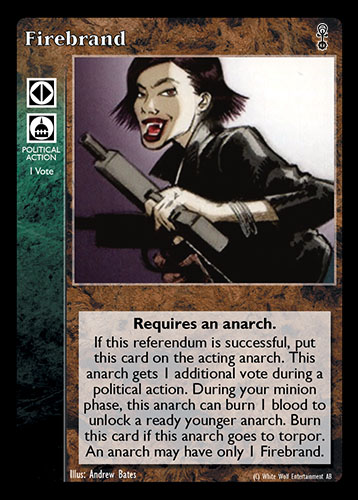 Firebrand
POLITICAL
ACTION
1 Vote
Requires an anarch.
If this referendum is successful, put
this card on the acting anarch. This
anarch gets 1 additional vote during a
political action. During your minion
phase, this anarch can burn 1 blood to
unlock a ready younger anarch. Burn
this card if this anarch goes to torpor.
An anarch may have only 1 Firebrand.
Illus: Andrew Bates
(C) White Wolf Entertainment AB